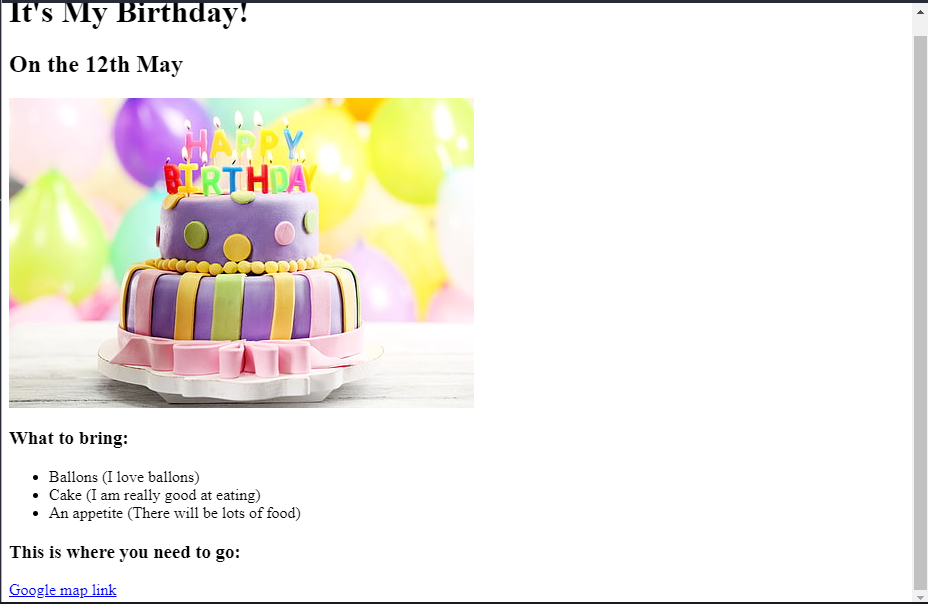 It's My Birthday!
On the 12th May
HAPPY
BIRTHDAY
What to bring:
Ballons (I love ballons)
Cake (I am really good at eating)
An appetite (There will be lots of food)
This is where you need to go:
Google map link